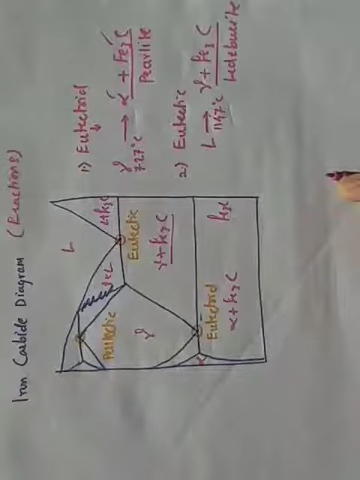 Iron Carbide Diagram (Reactions)
1) Eutectoid
γ → α + Fe3C
727°C Pearlite
2) Eutectic
L → γ + Fe3C
1147°C Ledeburite
L
L+Fe3C
γ+L
Eutectic
γ+Fe3C
Peritectic
γ
Eutectoid
α+Fe3C
Fe3C
α